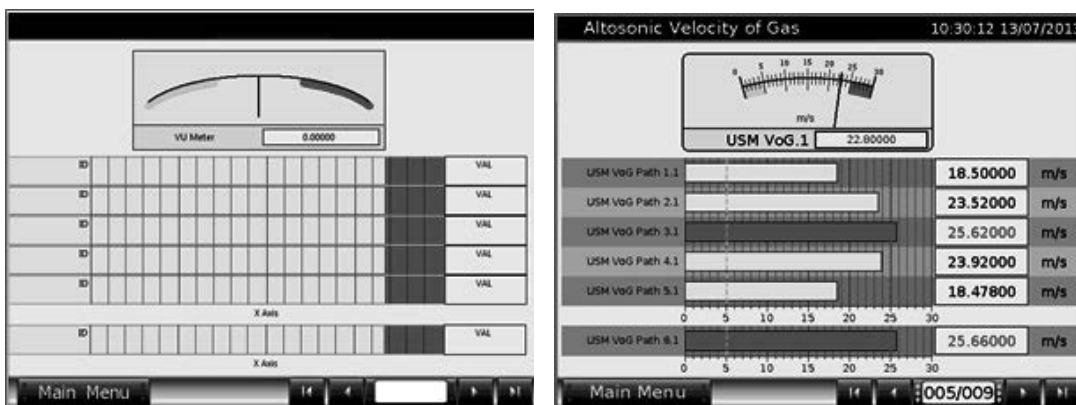 VU Meter 0.00000
ID VAL
ID VAL
ID VAL
ID VAL
ID VAL
X Axis
ID VAL
X Axis
Main Menu
Altosonic Velocity of Gas 10:30:12 13/07/2013
0 5 10 15 20 25 30
m/s
USM VoG.1 22.80000
USM VoG Path 1.1 18.50000 m/s
USM VoG Path 2.1 23.52000 m/s
USM VoG Path 3.1 25.62000 m/s
USM VoG Path 4.1 23.92000 m/s
USM VoG Path 5.1 18.47800 m/s
0 5 10 15 20 25 30
USM VoG Path 6.1 25.66000 m/s
0 5 10 15 20 25 30
Main Menu 005/009